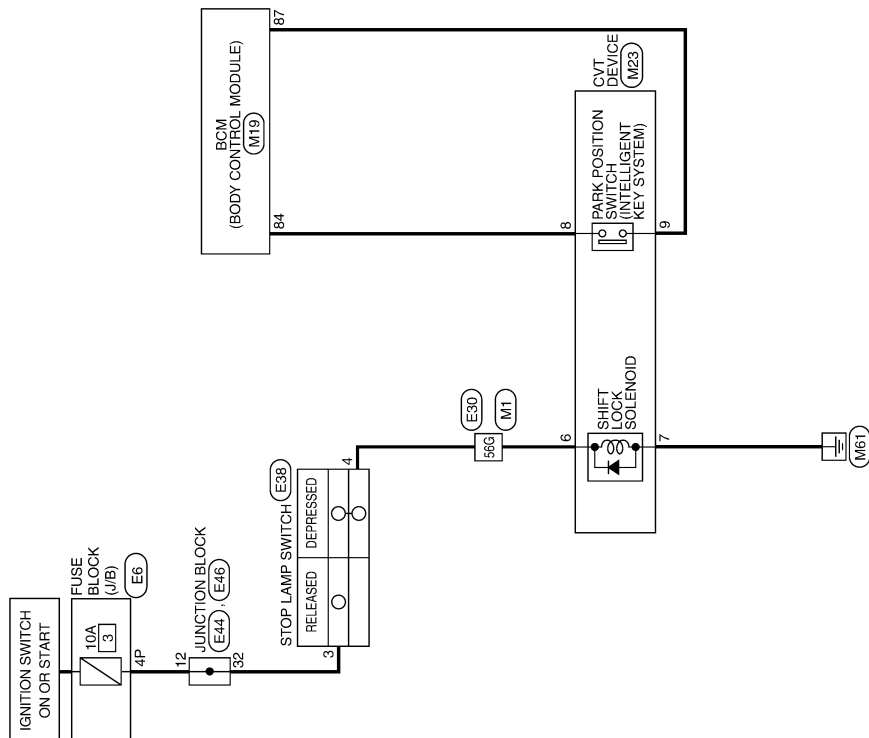 IGNITION SWITCH
ON OR START
FUSE
BLOCK
(J/B)
E6
10A
3
4P
12
JUNCTION BLOCK
E44 , E46
32
STOP LAMP SWITCH
E38
RELEASED
DEPRESSED
3
4
E30
56G
M1
6
SHIFT
LOCK
SOLENOID
7
M61
BCM
(BODY CONTROL MODULE)
M19
84
87
CVT
DEVICE
M23
8
PARK POSITION
SWITCH
(INTELLIGENT
KEY SYSTEM)
9